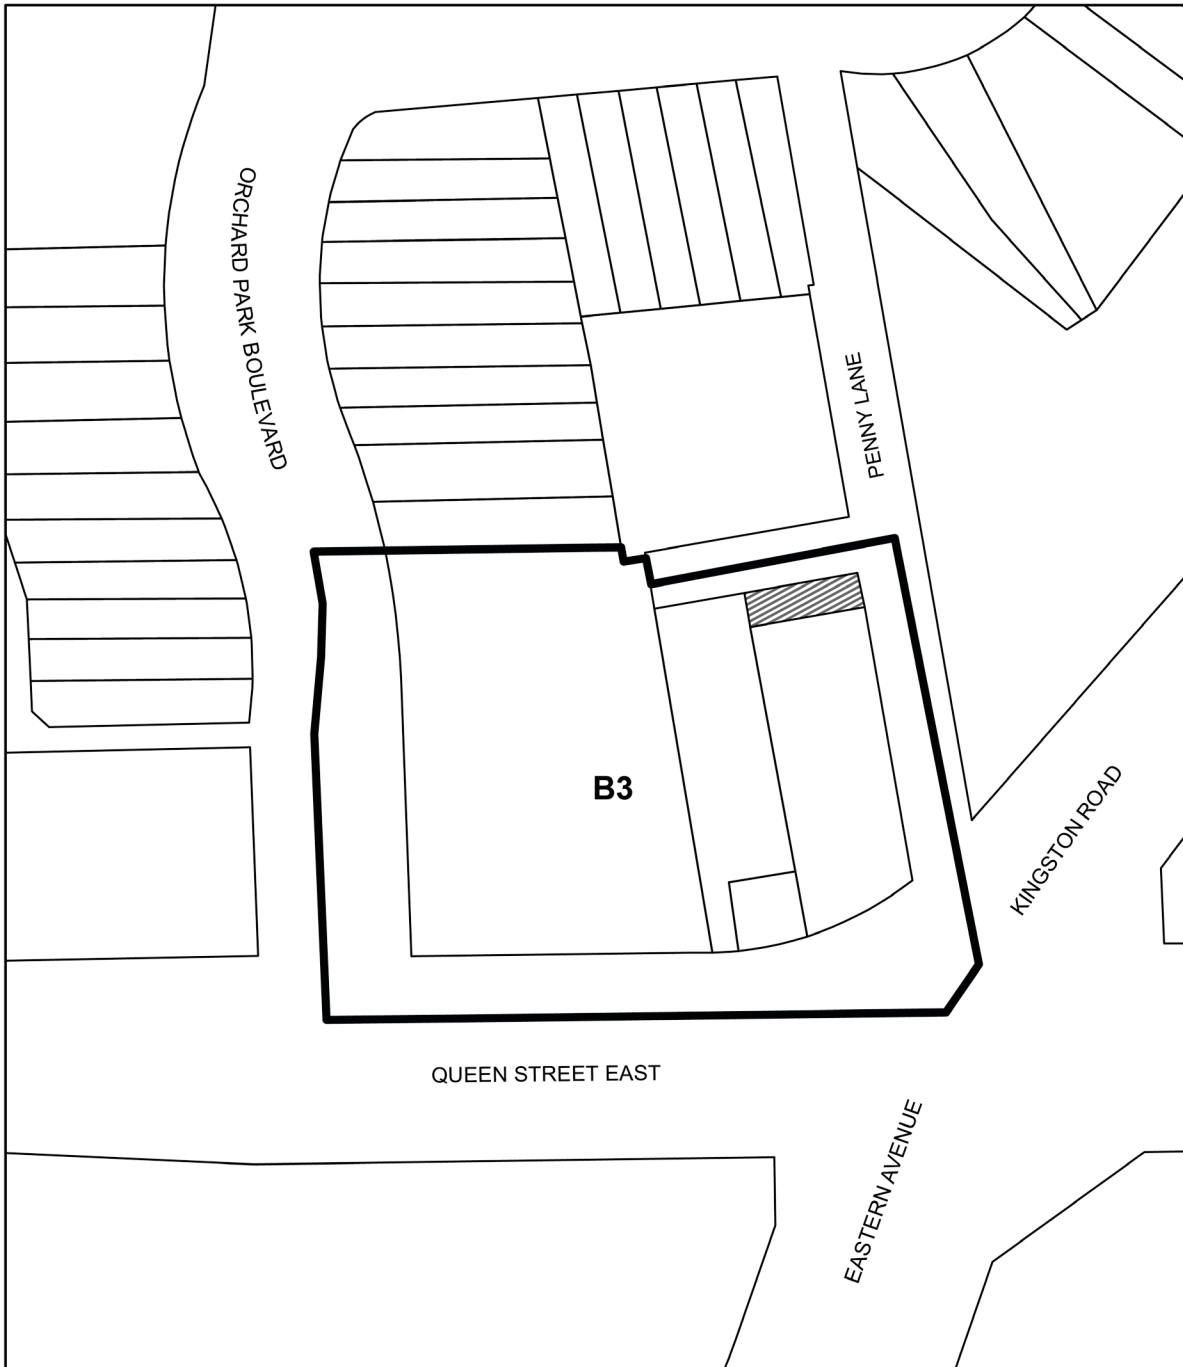 ORCHARD PARK BOULEVARD
PENNY LANE
B3
KINGSTON ROAD
QUEEN STREET EAST
EASTERN AVENUE